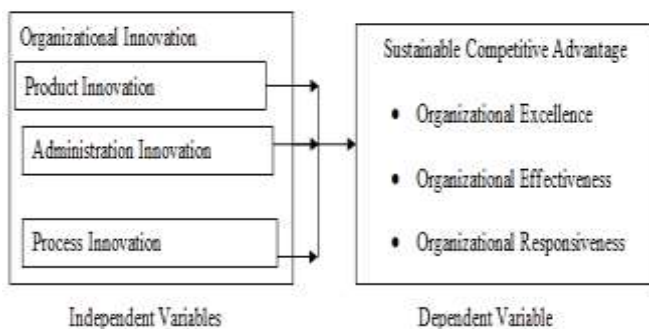 Organizational Innovation
Product Innovation
Administration Innovation
Process Innovation
Independent Variables
Sustainable Competitive Advantage
• Organizational Excellence
• Organizational Effectiveness
• Organizational Responsiveness
Dependent Variable